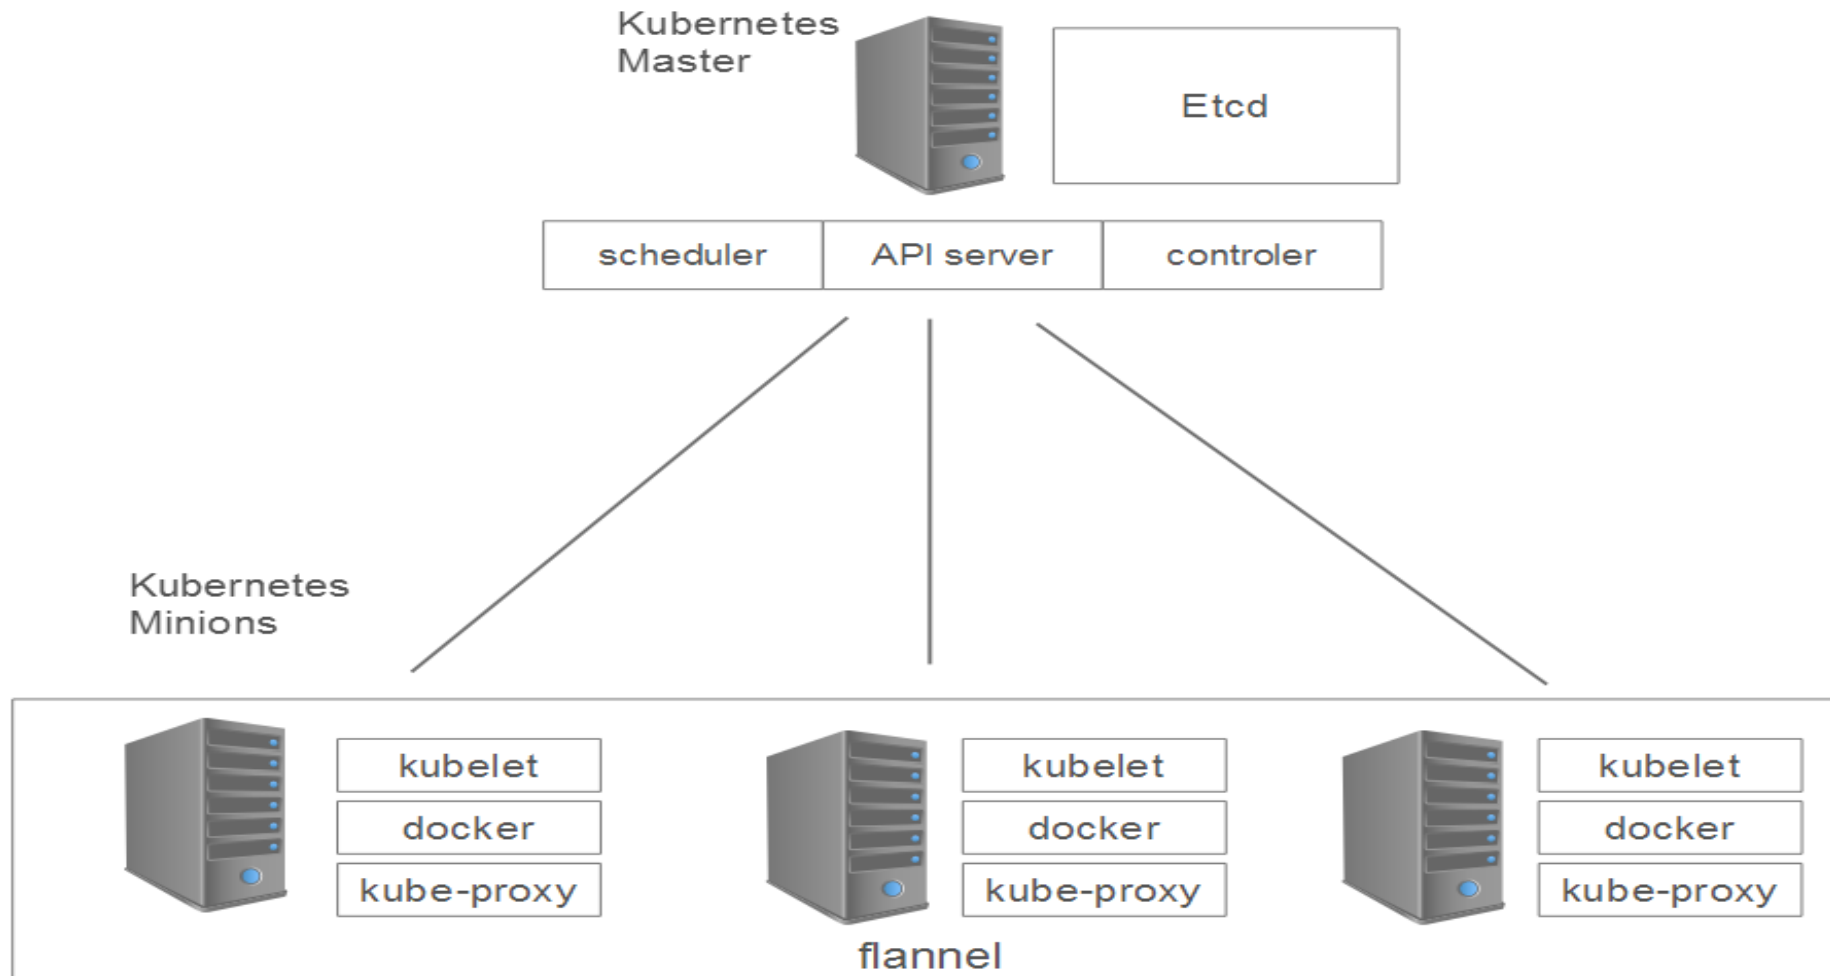 Kubernetes
Master
Etcd
scheduler
API server
controler
Kubernetes
Minions
kubelet
docker
kube-proxy
kubelet
docker
kube-proxy
kubelet
docker
kube-proxy
flannel